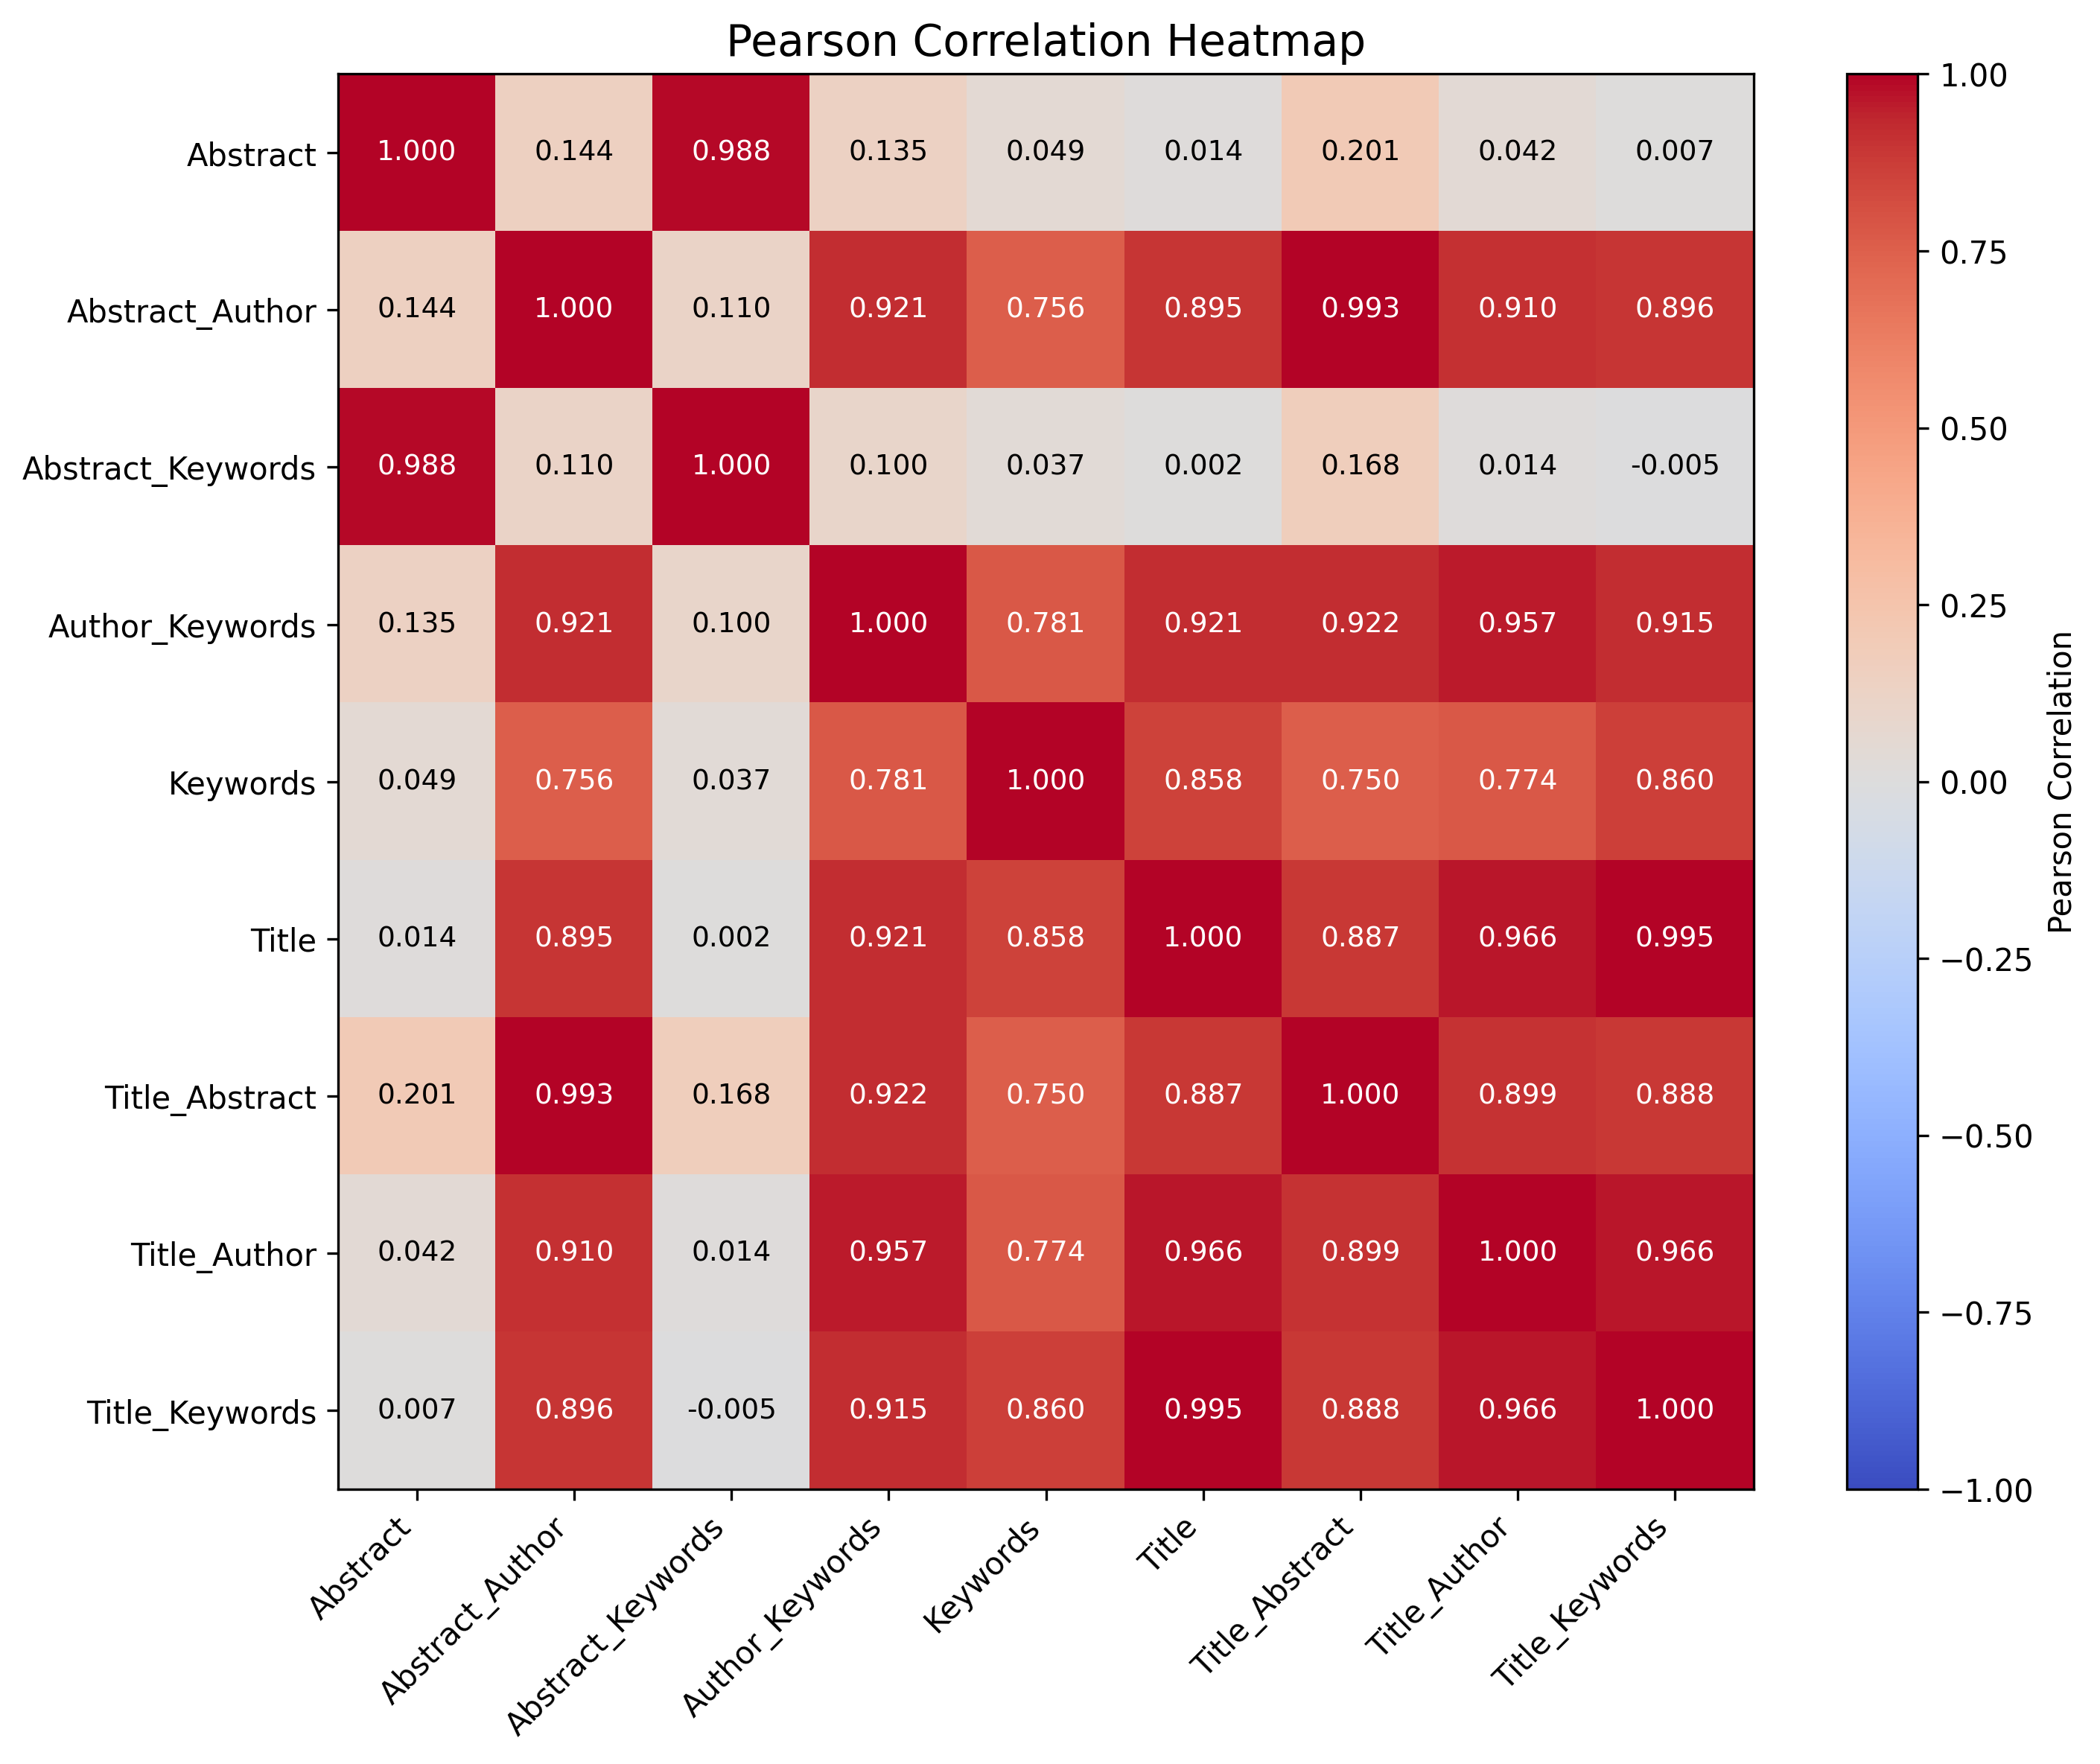 Pearson Correlation Heatmap
Abstract 1.000 0.144 0.988 0.135 0.049 0.014 0.201 0.042 0.007
Abstract_Author 0.144 1.000 0.110 0.921 0.756 0.895 0.993 0.910 0.896
Abstract_Keywords 0.988 0.110 1.000 0.100 0.037 0.002 0.168 0.014 -0.005
Author_Keywords 0.135 0.921 0.100 1.000 0.781 0.921 0.922 0.957 0.915
Keywords 0.049 0.756 0.037 0.781 1.000 0.858 0.750 0.774 0.860
Title 0.014 0.895 0.002 0.921 0.858 1.000 0.887 0.966 0.995
Title_Abstract 0.201 0.993 0.168 0.922 0.750 0.887 1.000 0.899 0.888
Title_Author 0.042 0.910 0.014 0.957 0.774 0.966 0.899 1.000 0.966
Title_Keywords 0.007 0.896 -0.005 0.915 0.860 0.995 0.888 0.966 1.000
Abstract
Abstract_Author
Abstract_Keywords
Author_Keywords
Keywords
Title
Title_Abstract
Title_Author
Title_Keywords
1.00
0.75
0.50
0.25
0.00
−0.25
−0.50
−0.75
−1.00
Pearson Correlation